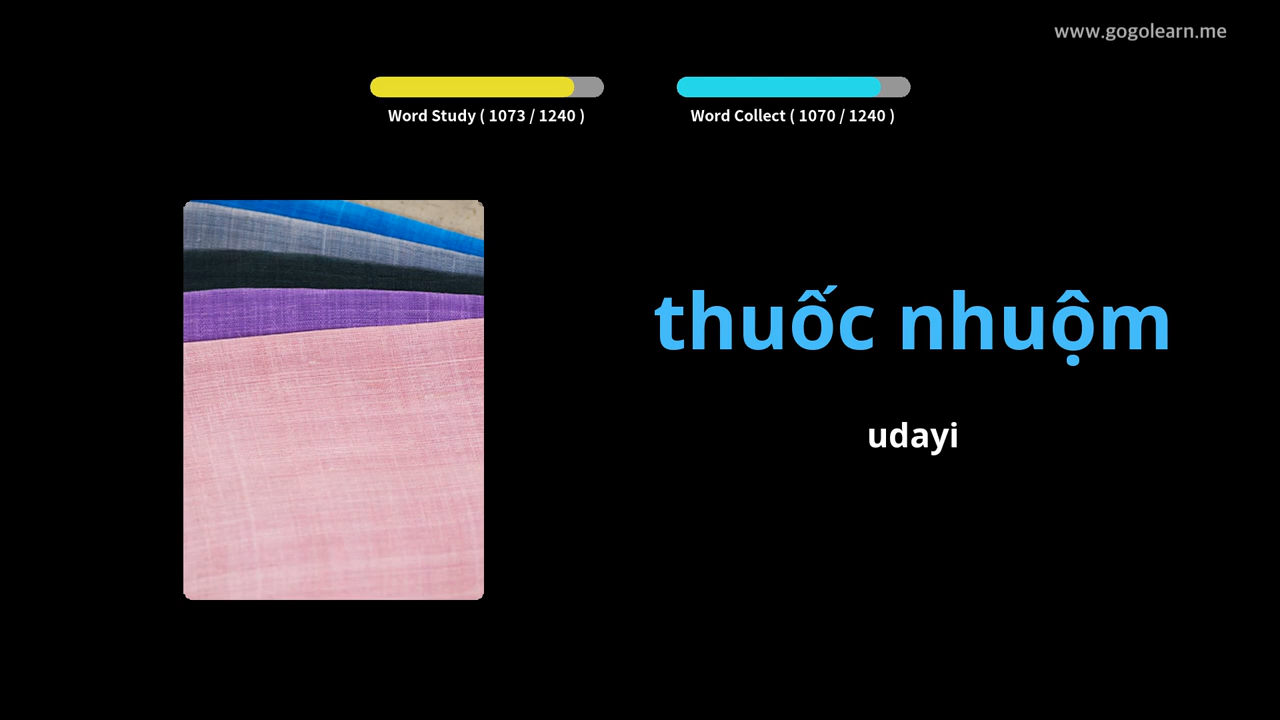 www.gogolearn.me
Word Study ( 1073 / 1240 )
Word Collect ( 1070 / 1240 )
thuốc nhuộm
udayi